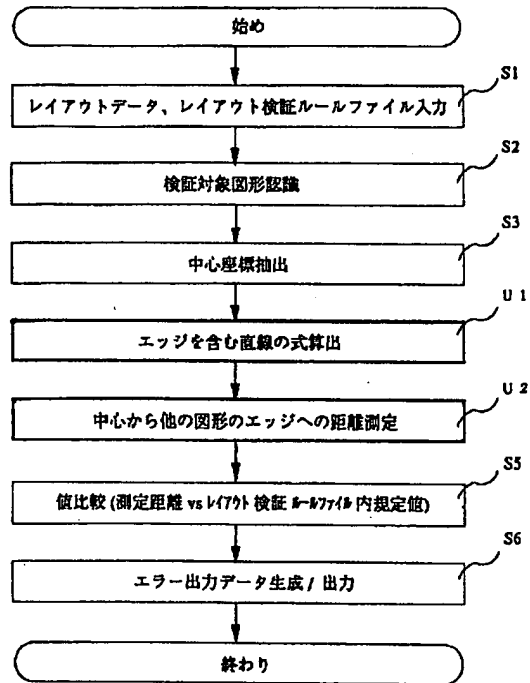 始め
S1
レイアウトデータ、レイアウト検証ルールファイル入力
S2
検証対象図形認識
S3
中心座標抽出
U 1
エッジを含む直線の式算出
U 2
中心から他の図形のエッジへの距離測定
S5
値比較 (測定距離 vs ﾚｲｱｳﾄ 検証 ﾙｰﾙﾌｧｲﾙ 内規定値)
S6
エラー出力データ生成 / 出力
終わり